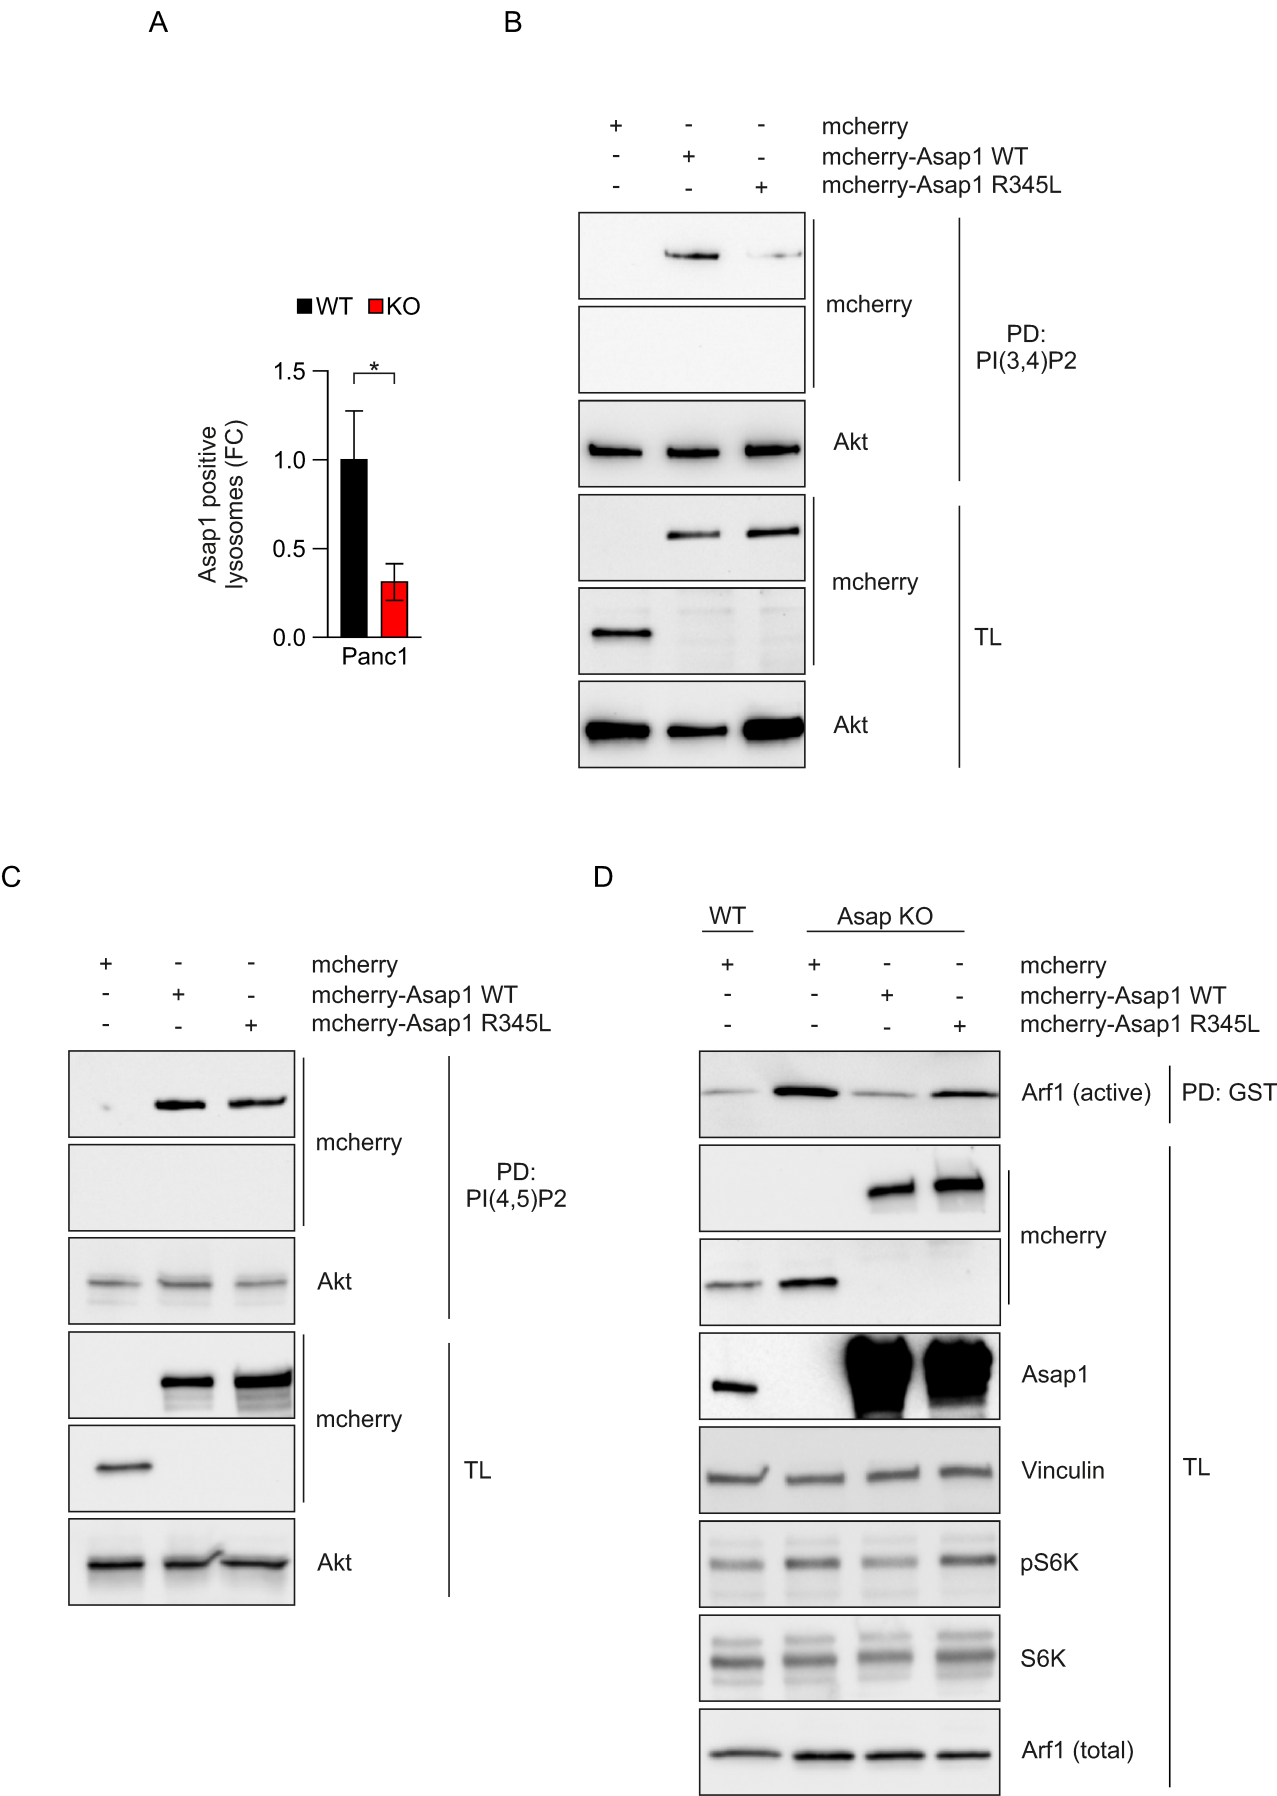 A
WT KO
1.5
*
1.0
0.5
0.0
Asap1 positive
lysosomes (FC)
Panc1
B
+ - - mcherry
- + - mcherry-Asap1 WT
- - + mcherry-Asap1 R345L
mcherry
PD:
PI(3,4)P2
Akt
mcherry
TL
Akt
C
+ - - mcherry
- + - mcherry-Asap1 WT
- - + mcherry-Asap1 R345L
mcherry
PD:
PI(4,5)P2
Akt
mcherry
TL
Akt
D
WT Asap KO
+ + - - mcherry
- - + - mcherry-Asap1 WT
- - - + mcherry-Asap1 R345L
Arf1 (active) PD: GST
mcherry
Asap1
Vinculin
TL
pS6K
S6K
Arf1 (total)